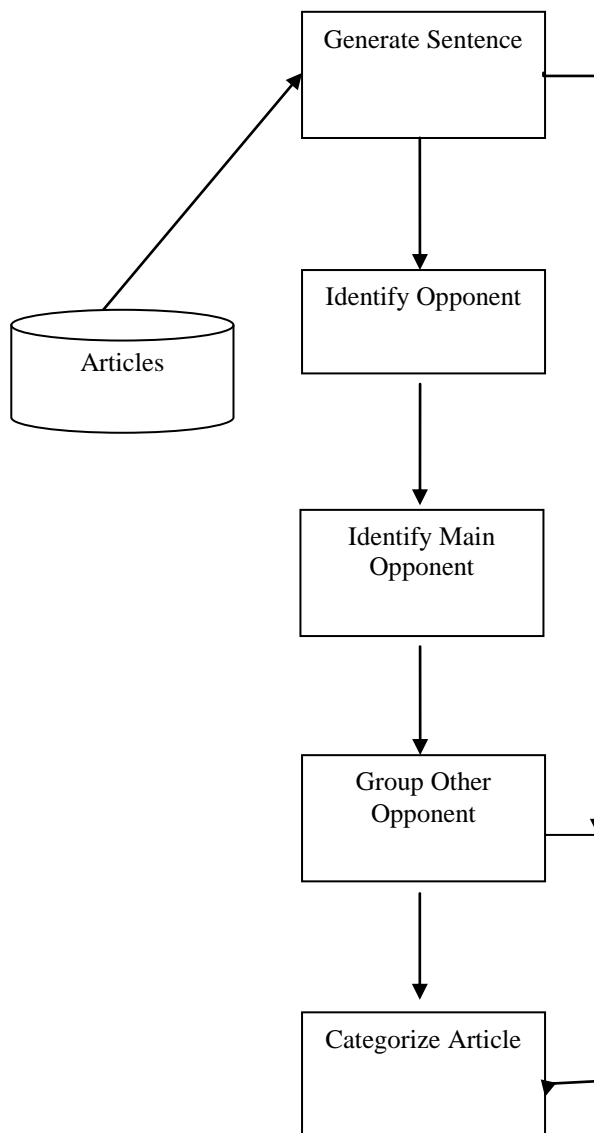 Generate Sentence
Identify Opponent
Articles
Identify Main
Opponent
Group Other
Opponent
Categorize Article